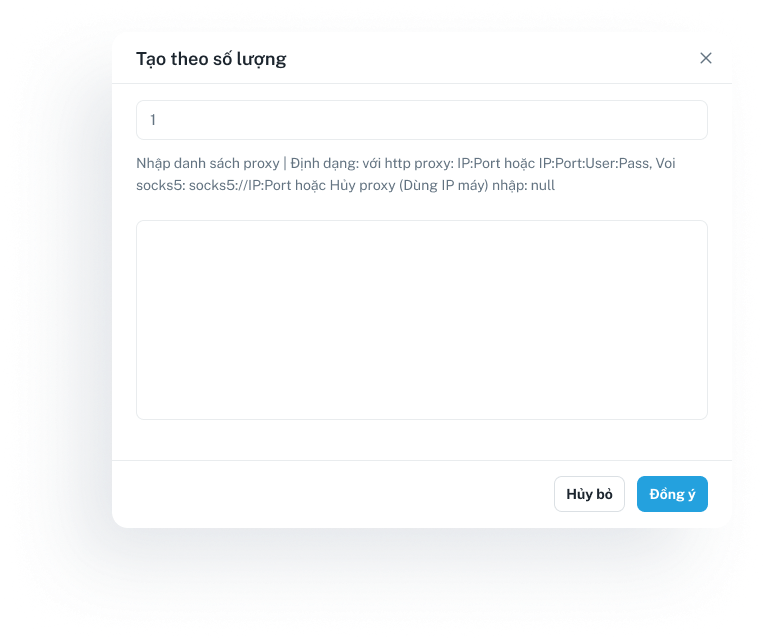 Tạo theo số lượng
1
Nhập danh sách proxy | Định dạng: với http proxy: IP:Port hoặc IP:Port:User:Pass, Voi
socks5: socks5://IP:Port hoặc Hủy proxy (Dùng IP máy) nhập: null
Hủy bỏ
Đồng ý